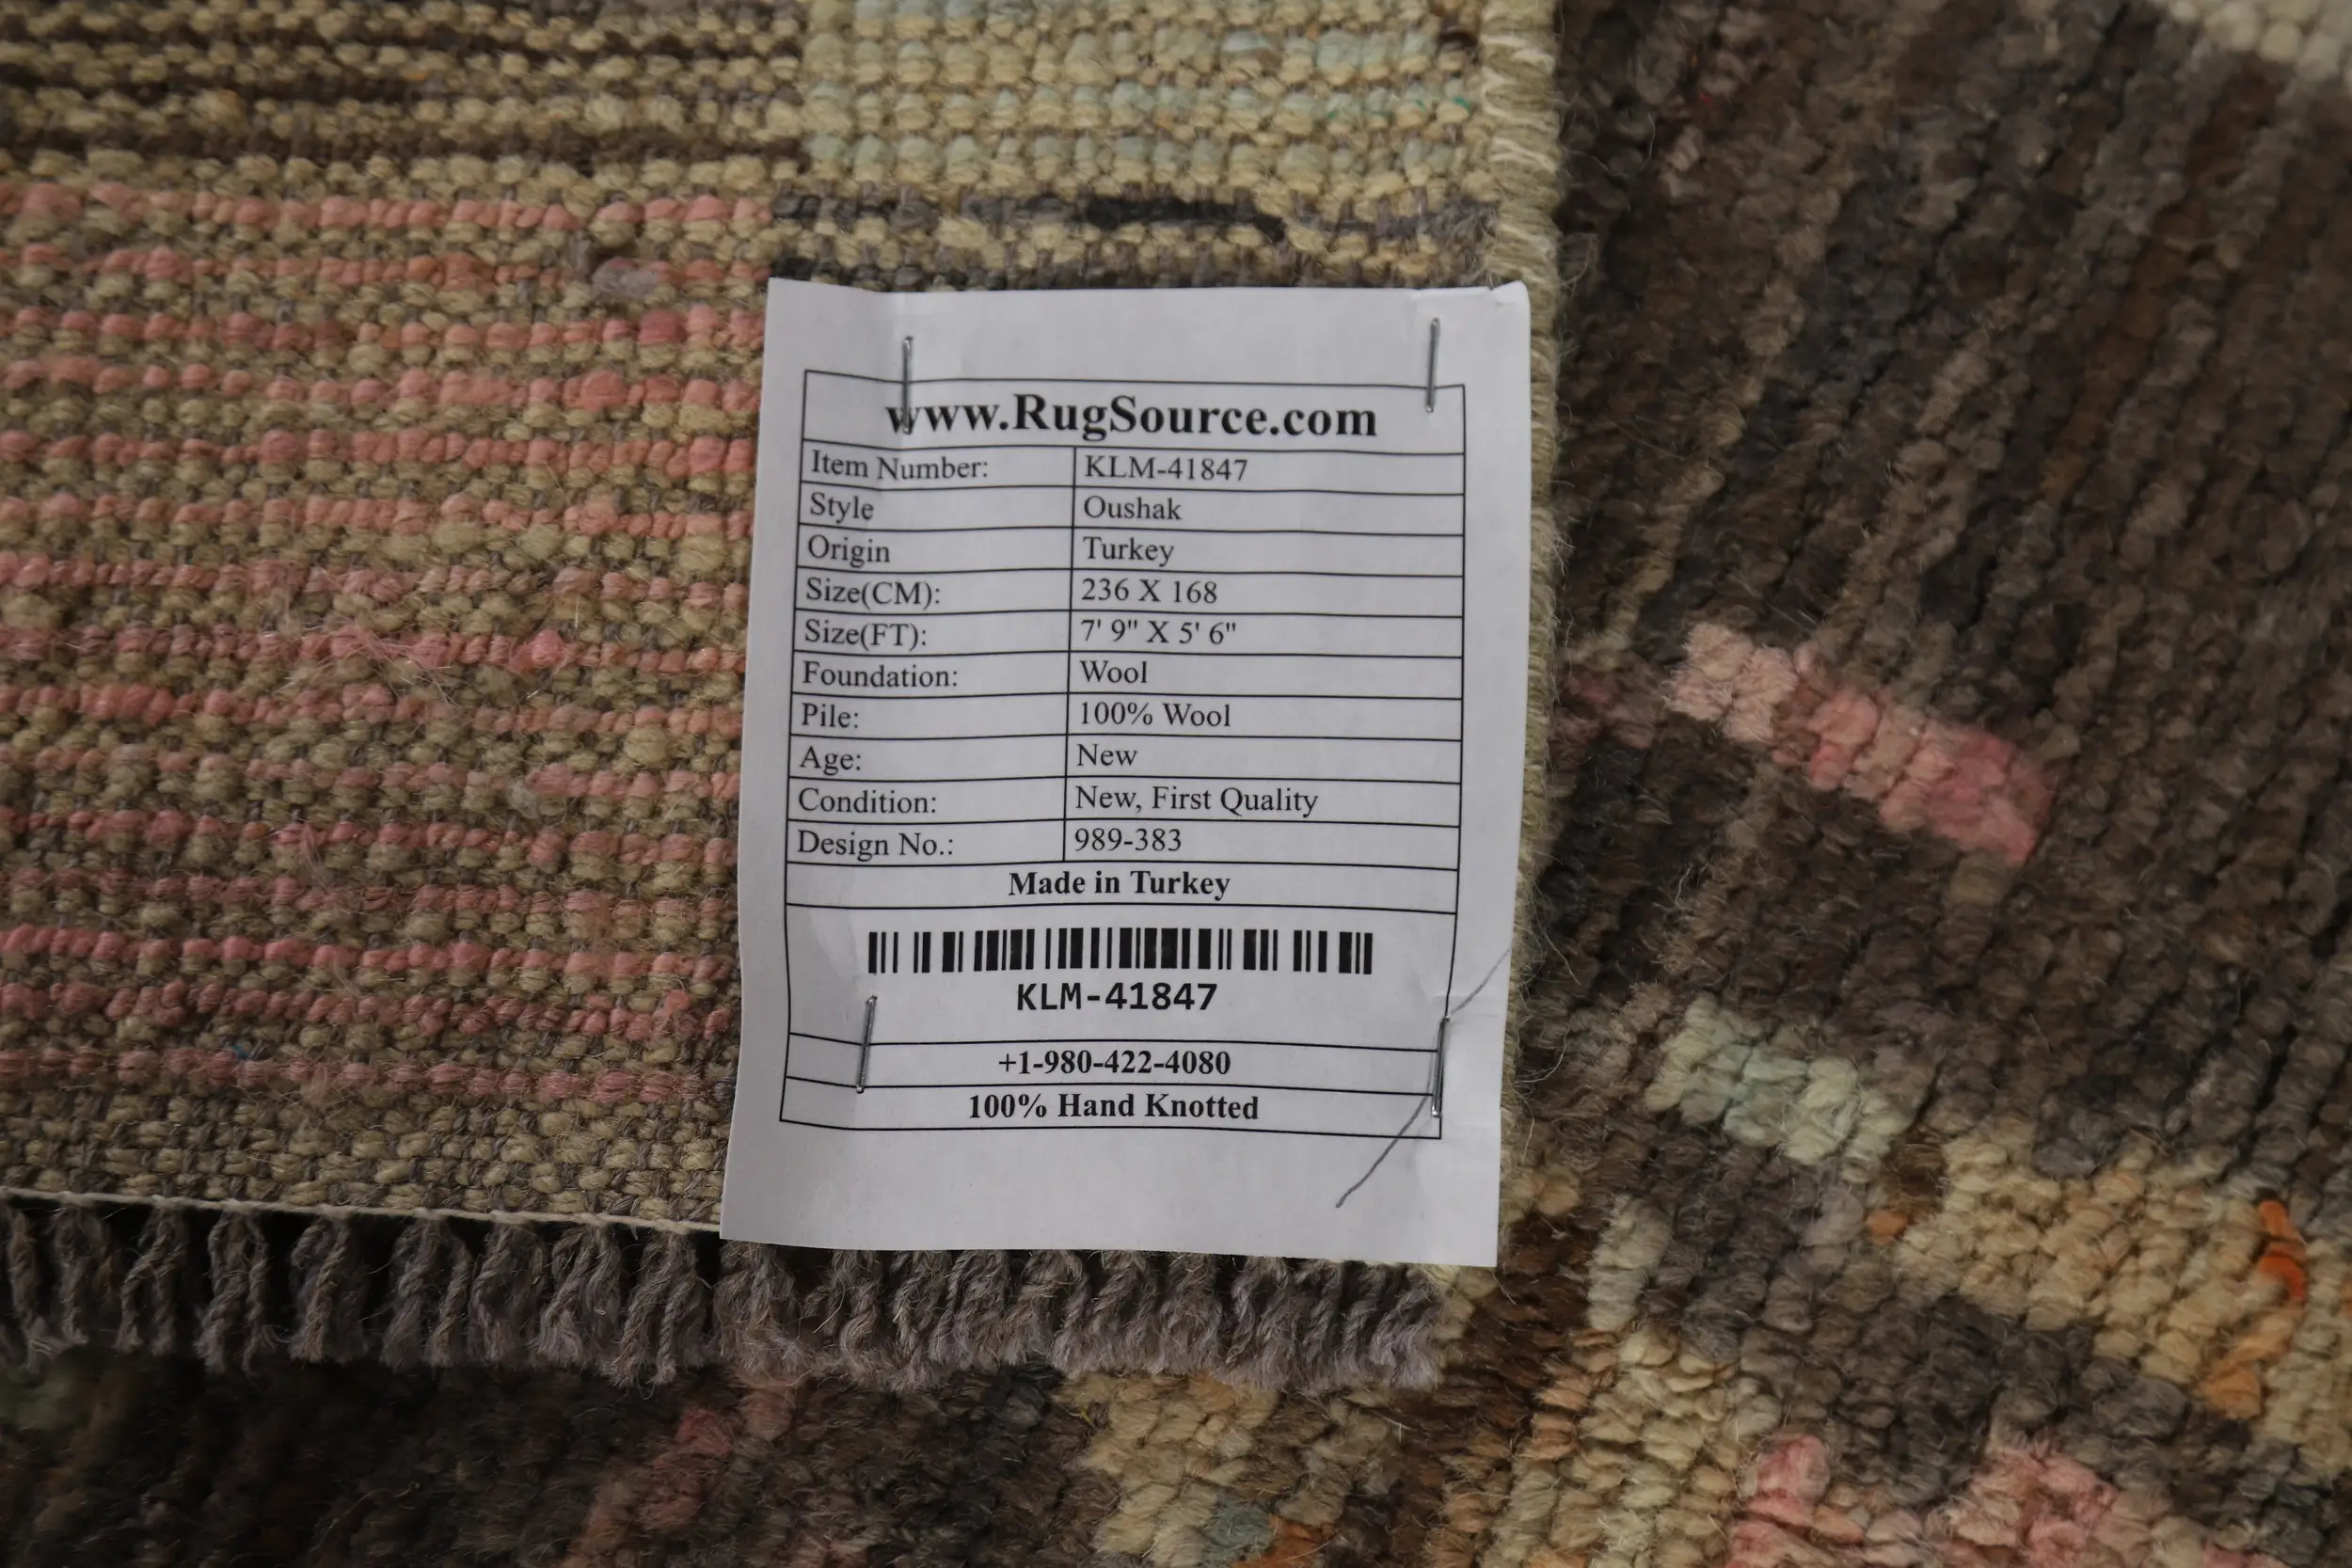 www.RugSource.com
Item Number: KLM-41847
Style Oushak
Origin Turkey
Size(CM): 236 X 168
Size(FT): 7' 9" X 5' 6"
Foundation: Wool
Pile: 100% Wool
Age: New
Condition: New, First Quality
Design No.: 989-383
Made in Turkey
KLM-41847
+1-980-422-4080
100% Hand Knotted